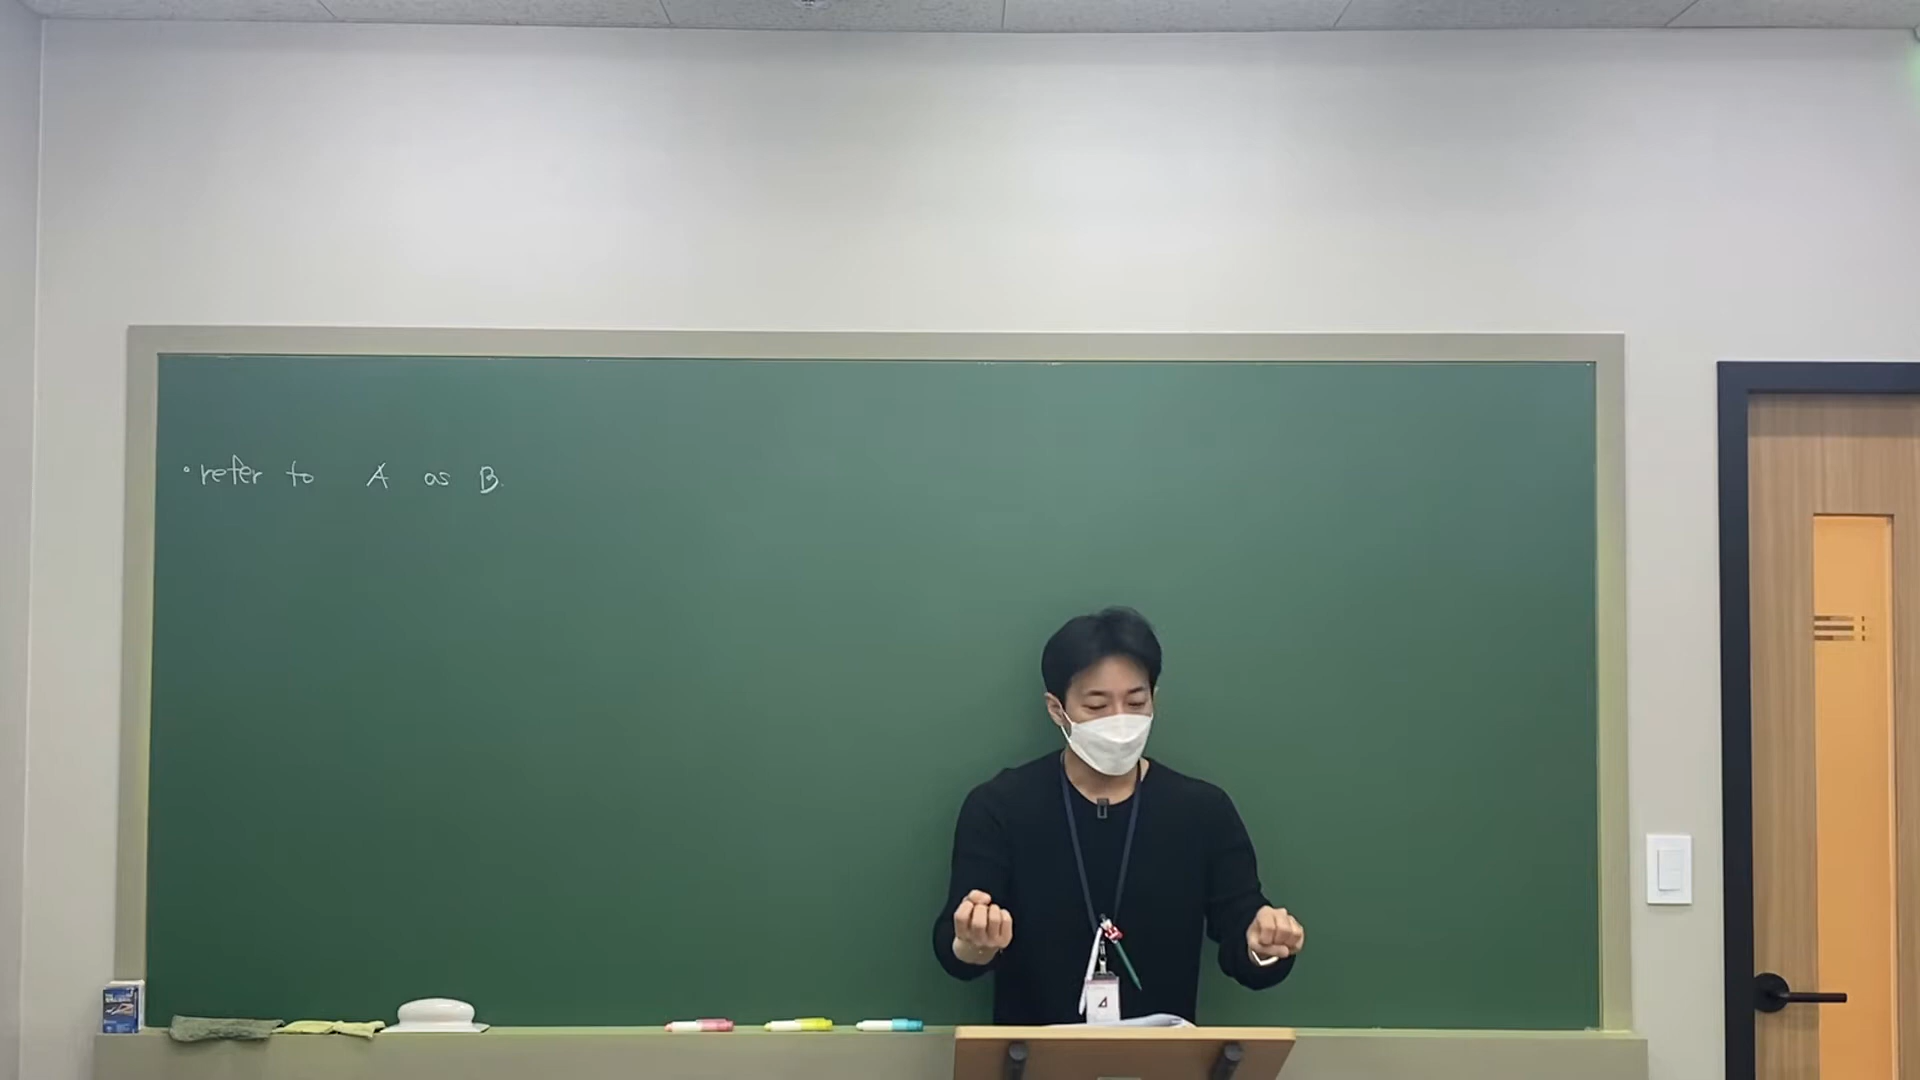 • refer to A as B.